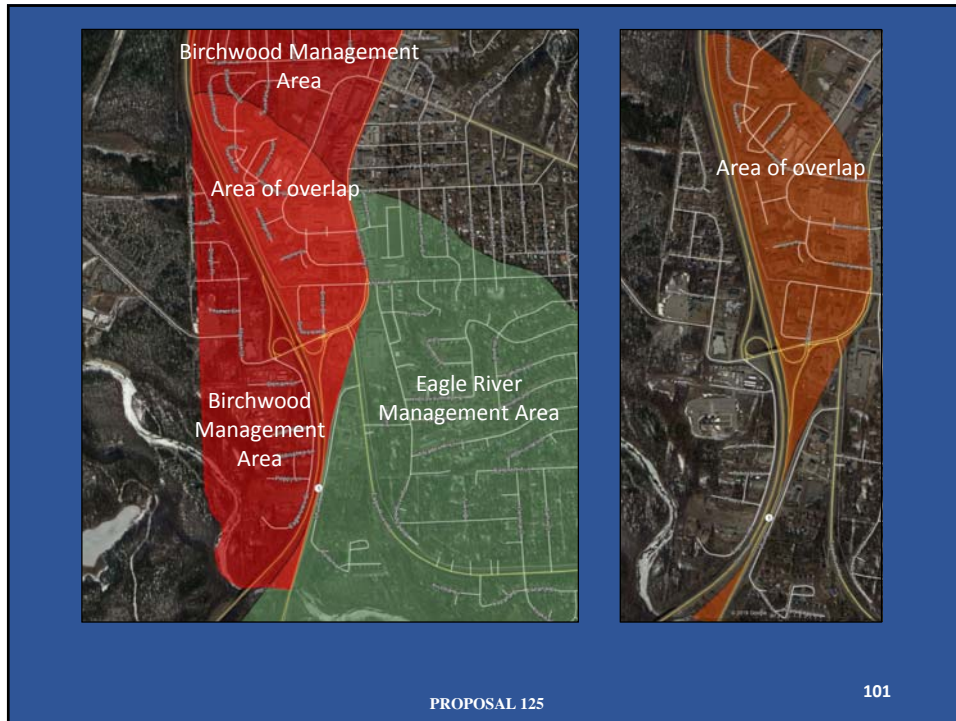 Birchwood Management
Area
Area of overlap
Birchwood
Management
Area
Eagle River
Management Area
Area of overlap
PROPOSAL 125
101